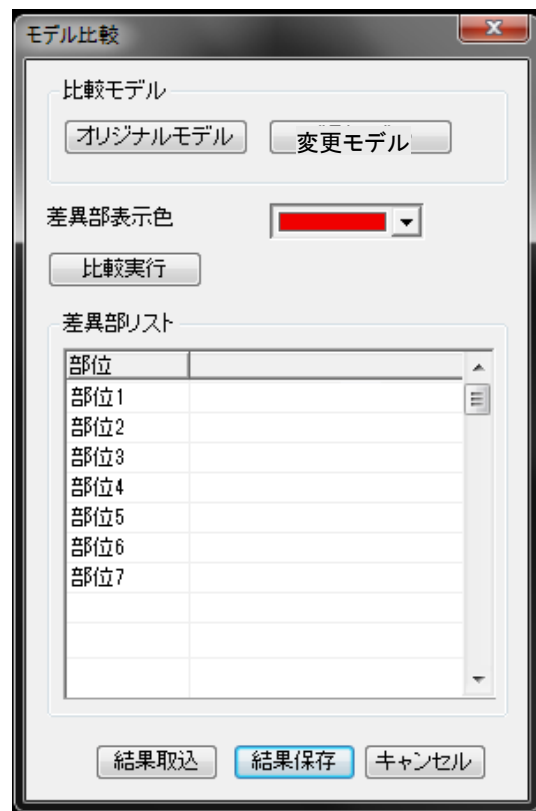 モデル比較
比較モデル
オリジナルモデル 変更モデル
差異部表示色
比較実行
差異部リスト
部位
部位1
部位2
部位3
部位4
部位5
部位6
部位7
結果取込 結果保存 キャンセル